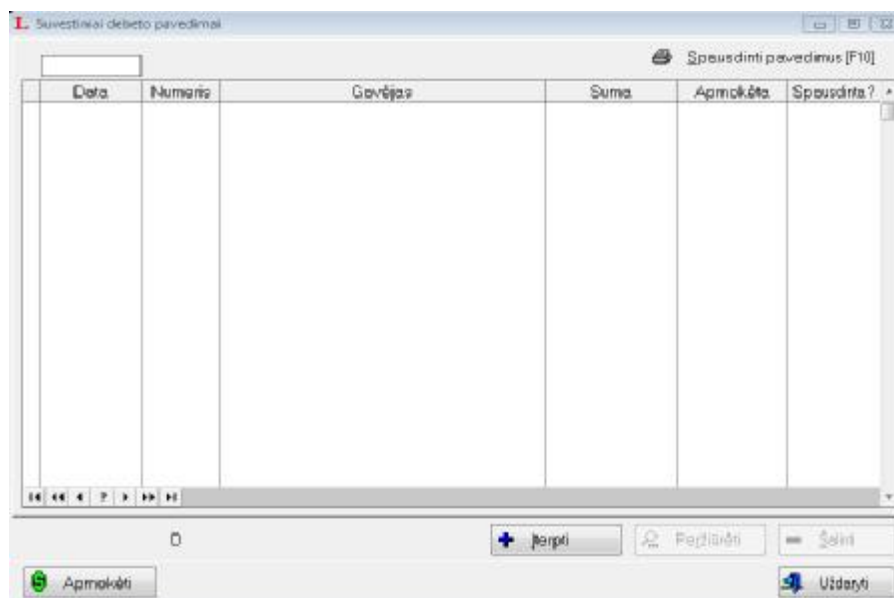 L Suvestiniai debeto pavedimai
Spausdinti pavedimus [F10]
Data Numeris Gavėjas Suma Apmokėta Spausdinta?
?
0
Įterpti Peržiūrėti Šalinti
Apmokėti Uždaryti